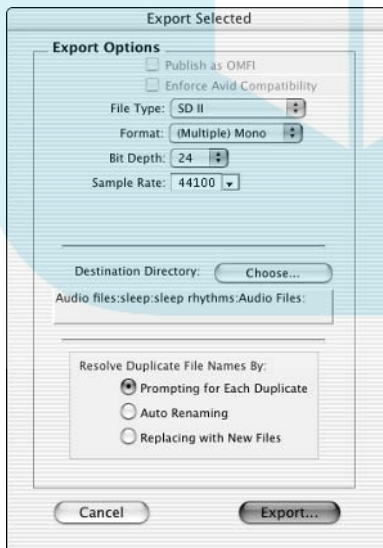 Export Selected
Export Options
Publish as OMFI
Enforce Avid Compatibility
File Type: SD II
Format: (Multiple) Mono
Bit Depth: 24
Sample Rate: 44100
Destination Directory: Choose...
Audio files:sleep:sleep rhythms:Audio Files:
Resolve Duplicate File Names By:
Prompting for Each Duplicate
Auto Renaming
Replacing with New Files
Cancel Export...